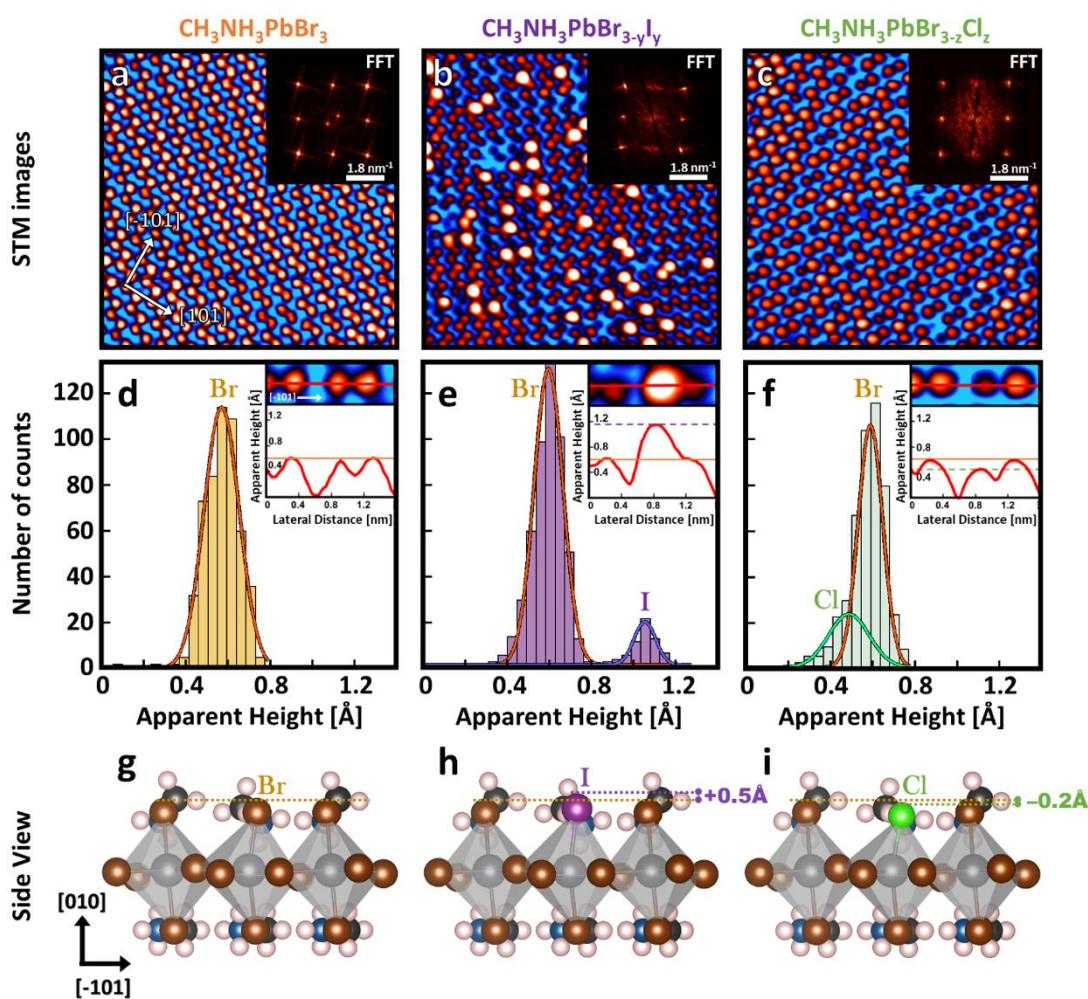 CH₃NH₃PbBr₃
CH₃NH₃PbBr₃₋yIy
CH₃NH₃PbBr₃₋zClz
STM images
a
FFT
1.8 nm⁻¹
[-101]
[101]
b
FFT
1.8 nm⁻¹
c
FFT
1.8 nm⁻¹
Number of counts
120
100
80
60
40
20
0
d
Br
[-101]
Apparent Height [Å]
1.2
0.8
0.4
0 0.4 0.8 1.2
Lateral Distance [nm]
0 0.4 0.8 1.2
Apparent Height [Å]
e
Br
I
Apparent Height [Å]
1.2
0.8
0.4
0 0.4 0.8 1.2
Lateral Distance [nm]
0 0.4 0.8 1.2
Apparent Height [Å]
f
Br
Cl
Apparent Height [Å]
1.2
0.8
0.4
0 0.4 0.8 1.2
Lateral Distance [nm]
0 0.4 0.8 1.2
Apparent Height [Å]
Side View
g
Br
h
I
+0.5Å
i
Cl
−0.2Å
[010]
[-101]